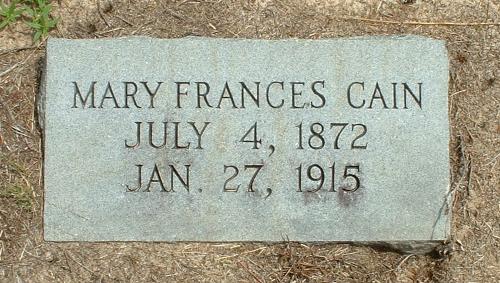 MARY FRANCES CAIN
JULY 4, 1872
JAN. 27, 1915